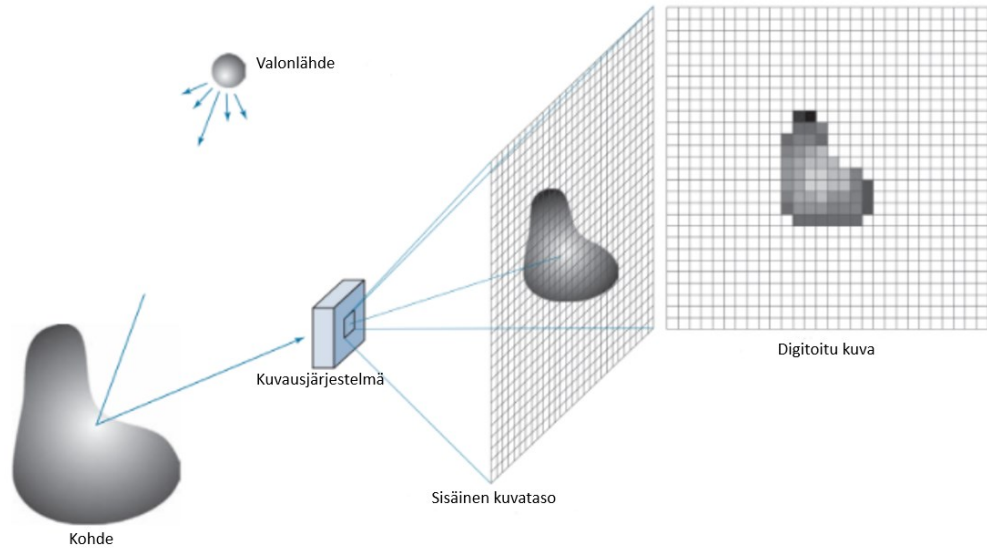 Valonlähde
Digitoitu kuva
Kuvausjärjestelmä
Sisäinen kuvataso
Kohde